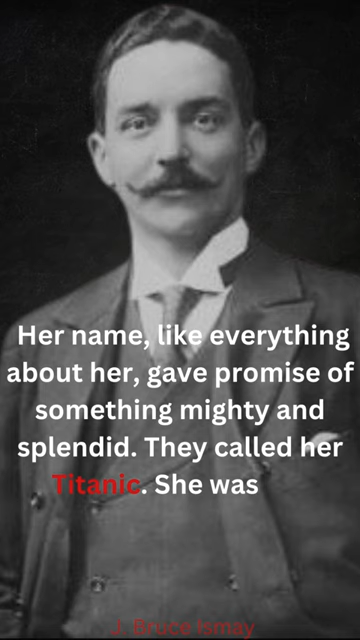 Her name, like everything
about her, gave promise of
something mighty and
splendid. They called her
Titanic. She was
J. Bruce Ismay